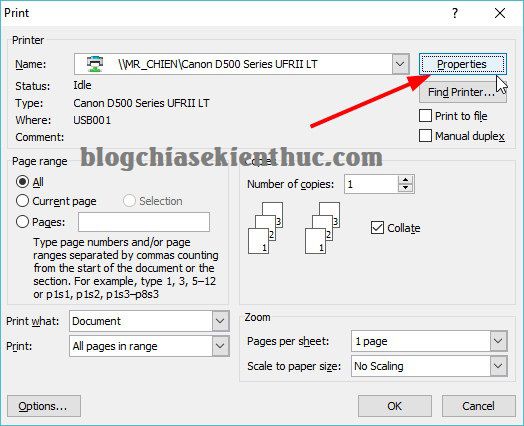 Print
Printer
Name: \\MR_CHIEN\Canon D500 Series UFRII LT
Properties
Status: Idle
Find Printer...
Type: Canon D500 Series UFRII LT
Where: USB001
Print to file
Comment:
Manual duplex
blogchiasekienthuc.com
Page range
All
Current page
Selection
Pages:
Type page numbers and/or page
ranges separated by commas counting
from the start of the document or the
section. For example, type 1, 3, 5–12
or p1s1, p1s2, p1s3–p8s3
Copies
Number of copies: 1
1 2 3
1 2 3
Collate
Print what: Document
Print: All pages in range
Zoom
Pages per sheet: 1 page
Scale to paper size: No Scaling
Options...
OK
Cancel